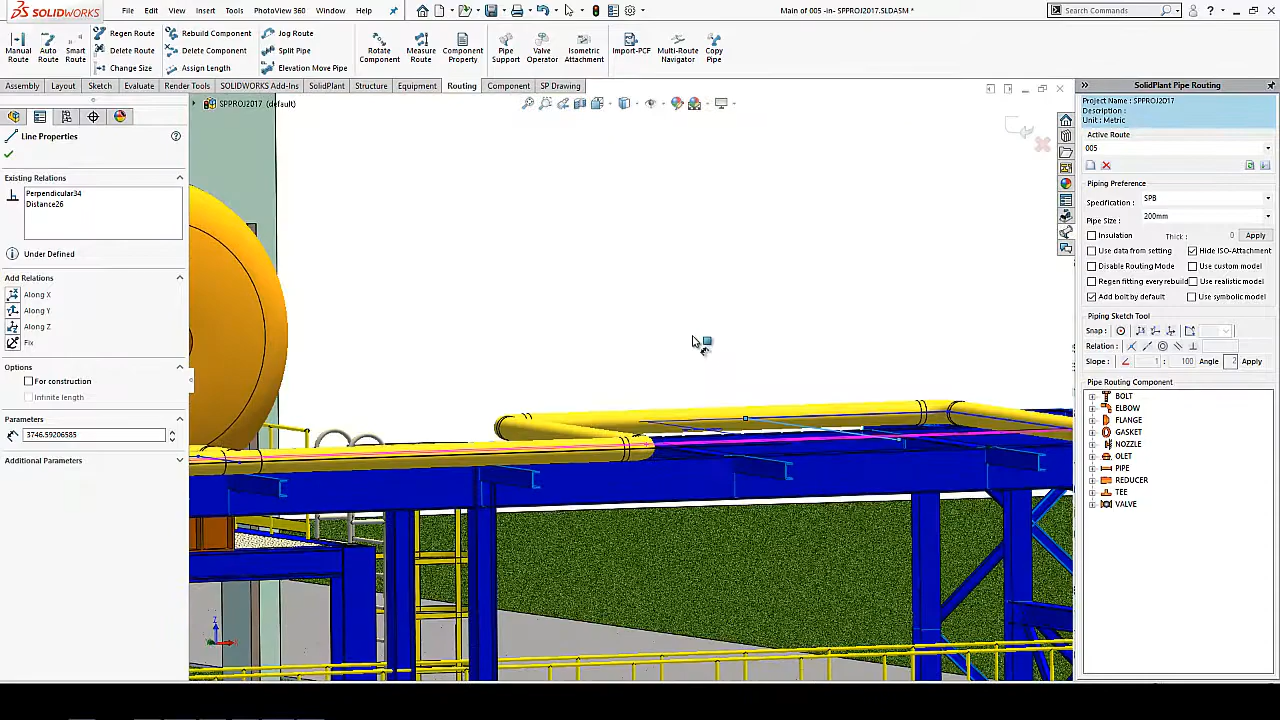 SOLIDWORKS File Edit View Insert Tools PhotoView 360 Window Help Main of 005 -in- SPPROJ2017.SLDASM * Search Commands ?
Manual Route
Auto Route
Smart Route
Regen Route
Delete Route
Change Size
Rebuild Component
Delete Component
Assign Length
Jog Route
Split Pipe
Elevation Move Pipe
Rotate Component
Measure Route
Component Property
Pipe Support
Valve Operator
Isometric Attachment
Import-PCF
Multi-Route Navigator
Copy Pipe
Assembly Layout Sketch Evaluate Render Tools SOLIDWORKS Add-Ins SolidPlant Structure Equipment Routing Component SP Drawing
SPPROJ2017 (default)
Line Properties
Existing Relations
Perpendicular34
Distance26
Under Defined
Add Relations
Along X
Along Y
Along Z
Fix
Options
For construction
Infinite length
Parameters
3746.59206585
Additional Parameters
SolidPlant Pipe Routing
Project Name : SPPROJ2017
Description :
Unit : Metric
Active Route
005
Piping Preference
Specification : SPB
Pipe Size : 200mm
Insulation Thick : 0 Apply
Use data from setting Hide ISO-Attachment
Disable Routing Mode Use custom model
Regen fitting every rebuild Use realistic model
Add bolt by default Use symbolic model
Piping Sketch Tool
Snap :
Relation :
Slope : 1 : 100 Angle 2 Apply
Pipe Routing Component
BOLT
ELBOW
FLANGE
GASKET
NOZZLE
OLET
PIPE
REDUCER
TEE
VALVE